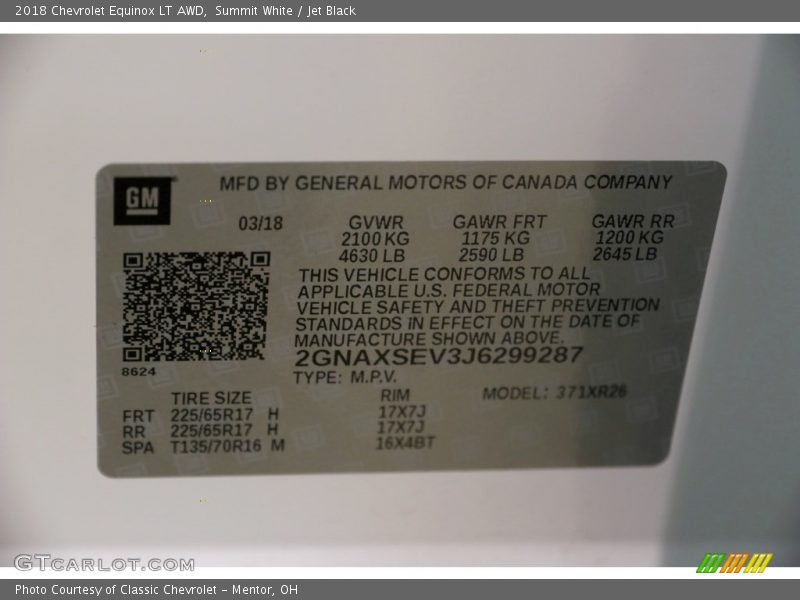 2018 Chevrolet Equinox LT AWD, Summit White / Jet Black
GM
MFD BY GENERAL MOTORS OF CANADA COMPANY
03/18 GVWR GAWR FRT GAWR RR
2100 KG 1175 KG 1200 KG
4630 LB 2590 LB 2645 LB
THIS VEHICLE CONFORMS TO ALL
APPLICABLE U.S. FEDERAL MOTOR
VEHICLE SAFETY AND THEFT PREVENTION
STANDARDS IN EFFECT ON THE DATE OF
MANUFACTURE SHOWN ABOVE.
2GNAXSEV3J6299287
8624
TYPE: M.P.V.
TIRE SIZE RIM MODEL: 371XR26
FRT 225/65R17 H 17X7J
RR 225/65R17 H 17X7J
SPA T135/70R16 M 16X4BT
GTCARLOT.COM
Photo Courtesy of Classic Chevrolet - Mentor, OH